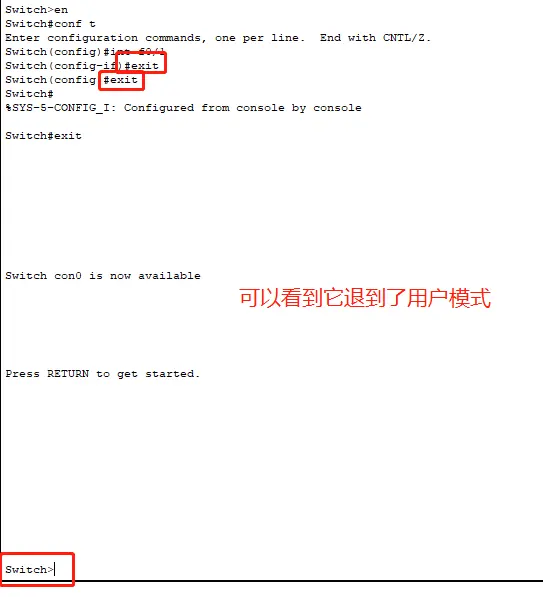 Switch>en
Switch#conf t
Enter configuration commands, one per line.  End with CNTL/Z.
Switch(config)#int f0/1
Switch(config-if)#exit
Switch(config)#exit
Switch#
%SYS-5-CONFIG_I: Configured from console by console
Switch#exit
Switch con0 is now available
可以看到它退到了用户模式
Press RETURN to get started.
Switch>